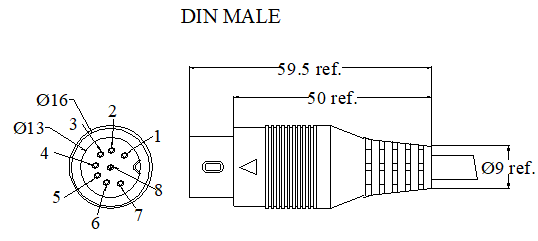 DIN MALE
59.5 ref.
50 ref.
Ø16
Ø13
3
2
1
4
5
6
7
8
Ø9 ref.